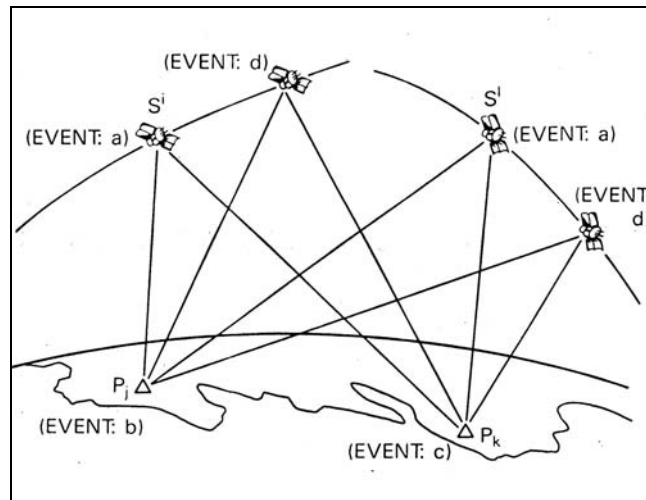 (EVENT: d)
S^i
S^l
(EVENT: a)
(EVENT: a)
(EVENT
d
P_j
(EVENT: b)
P_k
(EVENT: c)